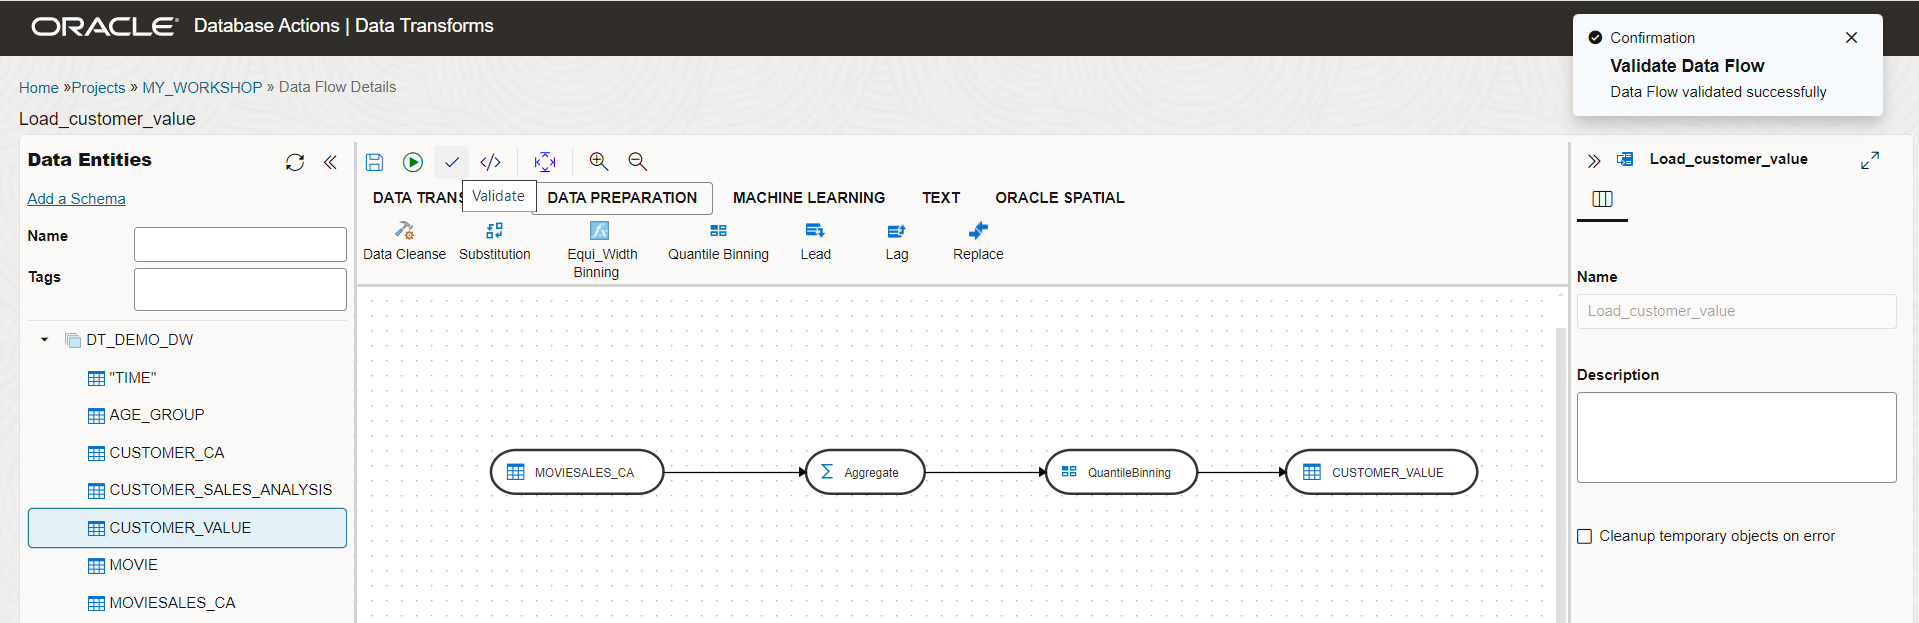 ORACLE Database Actions | Data Transforms
Confirmation
Validate Data Flow
Data Flow validated successfully
Home »Projects » MY_WORKSHOP » Data Flow Details
Load_customer_value
Data Entities
Add a Schema
Name
Tags
DT_DEMO_DW
"TIME"
AGE_GROUP
CUSTOMER_CA
CUSTOMER_SALES_ANALYSIS
CUSTOMER_VALUE
MOVIE
MOVIESALES_CA
Validate
DATA TRANS
DATA PREPARATION
MACHINE LEARNING
TEXT
ORACLE SPATIAL
Data Cleanse
Substitution
Equi_Width
Binning
Quantile Binning
Lead
Lag
Replace
MOVIESALES_CA
Aggregate
QuantileBinning
CUSTOMER_VALUE
Load_customer_value
Name
Load_customer_value
Description
Cleanup temporary objects on error